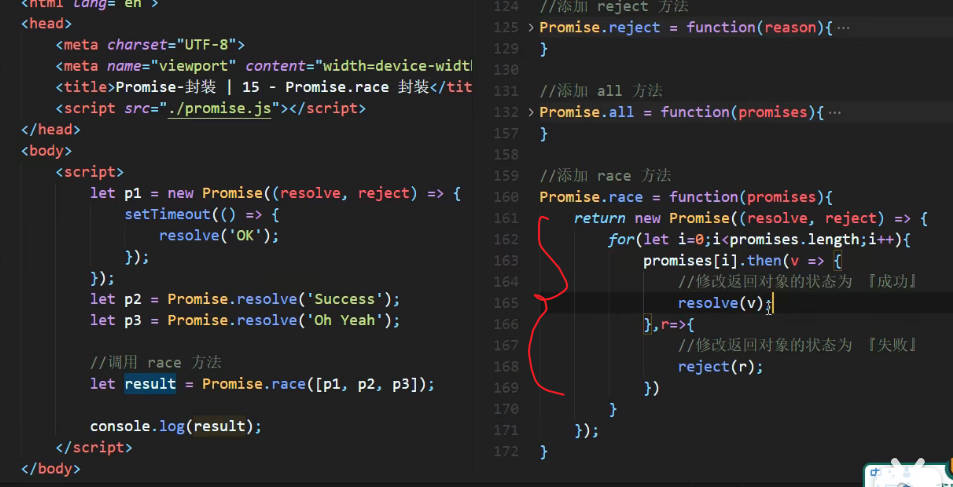 <html lang="en">
<head>
<meta charset="UTF-8">
<meta name="viewport" content="width=device-width
<title>Promise-封装 | 15 - Promise.race 封装</tit
<script src="./promise.js"></script>
</head>
<body>
<script>
let p1 = new Promise((resolve, reject) => {
setTimeout(() => {
resolve('OK');
});
});
let p2 = Promise.resolve('Success');
let p3 = Promise.resolve('Oh Yeah');
//调用 race 方法
let result = Promise.race([p1, p2, p3]);
console.log(result);
</script>
</body>
124 //添加 reject 方法
125 > Promise.reject = function(reason){···
129 }
130
131 //添加 all 方法
132 > Promise.all = function(promises){···
157 }
158
159 //添加 race 方法
160 Promise.race = function(promises){
161 return new Promise((resolve, reject) => {
162 for(let i=0;i<promises.length;i++){
163 promises[i].then(v => {
164 //修改返回对象的状态为 『成功』
165 resolve(v);
166 },r=>{
167 //修改返回对象的状态为 『失败』
168 reject(r);
169 })
170 }
171 });
172 }